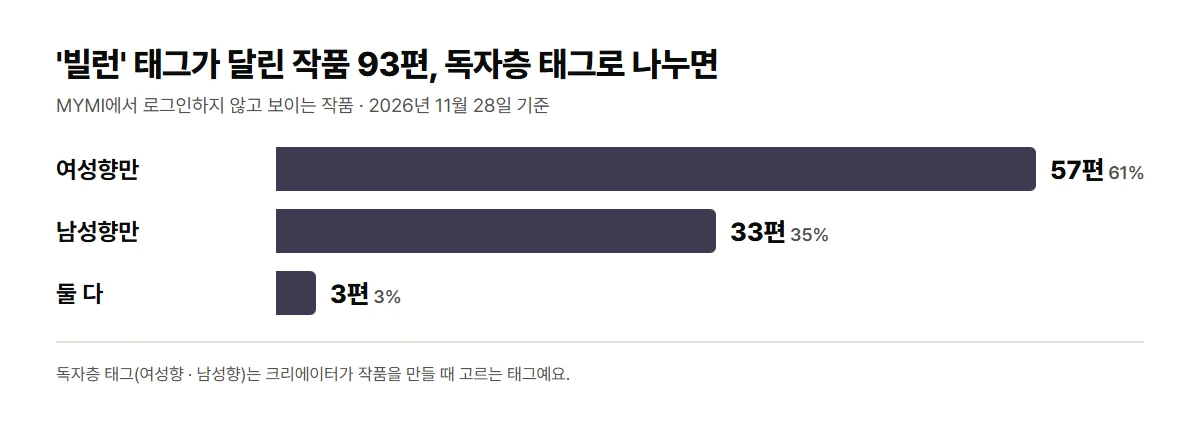 '빌런' 태그가 달린 작품 93편, 독자층 태그로 나누면
MYMI에서 로그인하지 않고 보이는 작품 · 2026년 11월 28일 기준
여성향만 57편 61%
남성향만 33편 35%
둘 다 3편 3%
독자층 태그(여성향 · 남성향)는 크리에이터가 작품을 만들 때 고르는 태그예요.